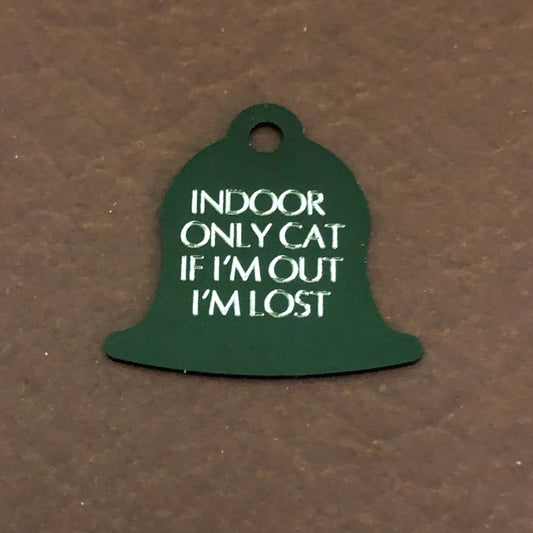 INDOOR
ONLY CAT
IF I'M OUT
I'M LOST